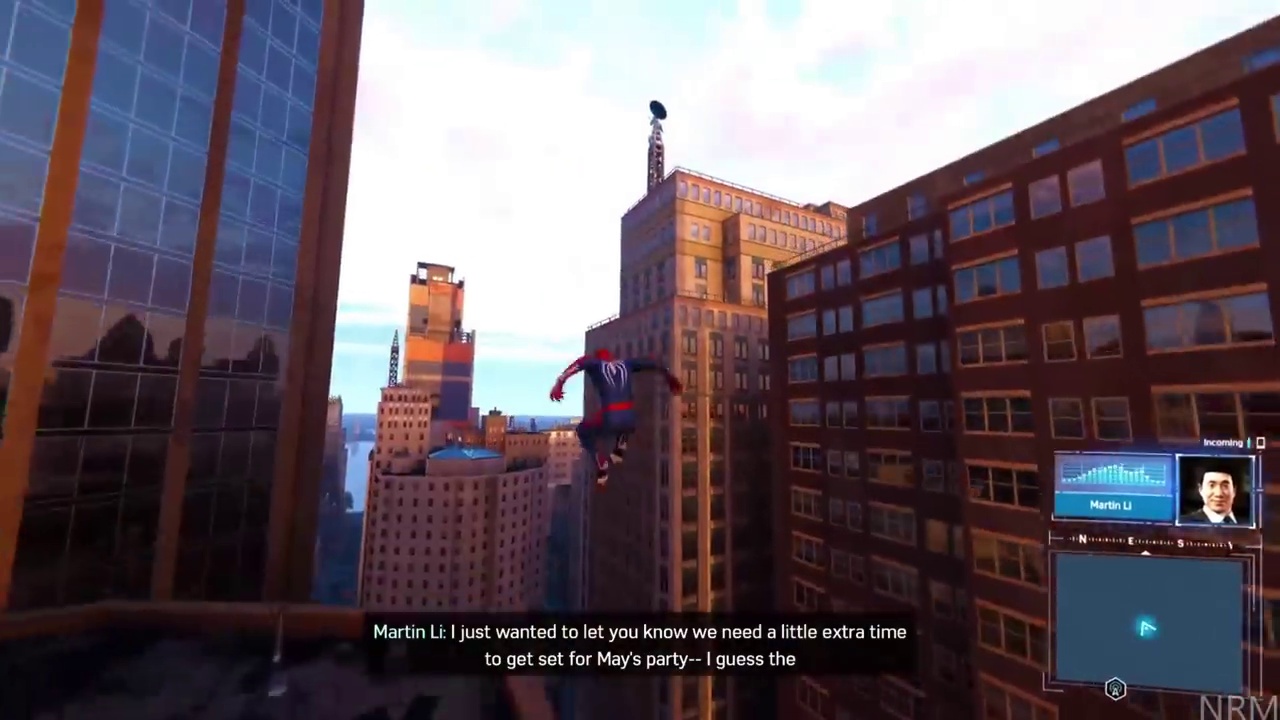 Incoming
Martin Li
N E S
Martin Li: I just wanted to let you know we need a little extra time
to get set for May's party-- I guess the
NRM